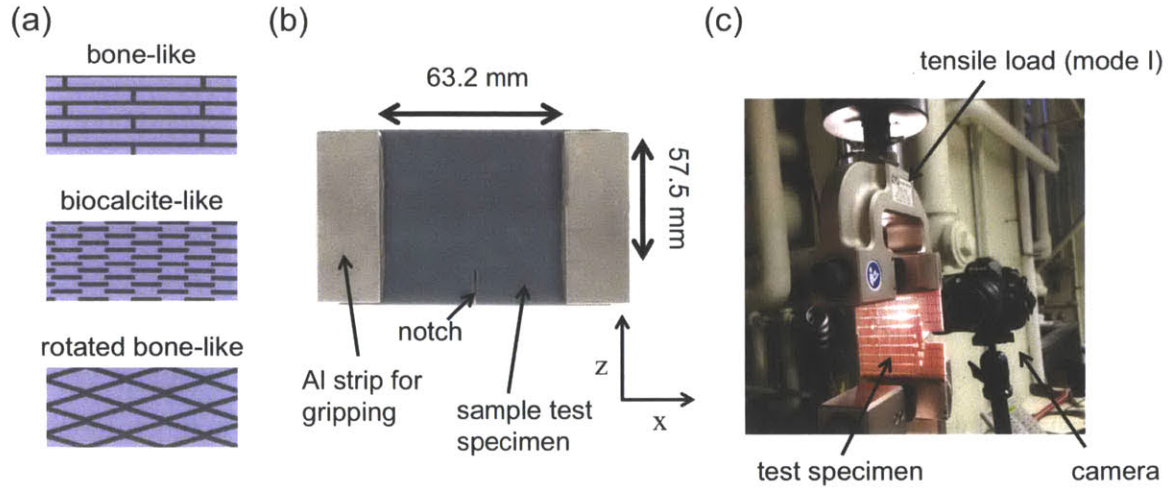 (a)
bone-like
biocalcite-like
rotated bone-like
(b)
63.2 mm
57.5 mm
notch
Al strip for
gripping
sample test
specimen
z
x
(c)
tensile load (mode I)
test specimen
camera